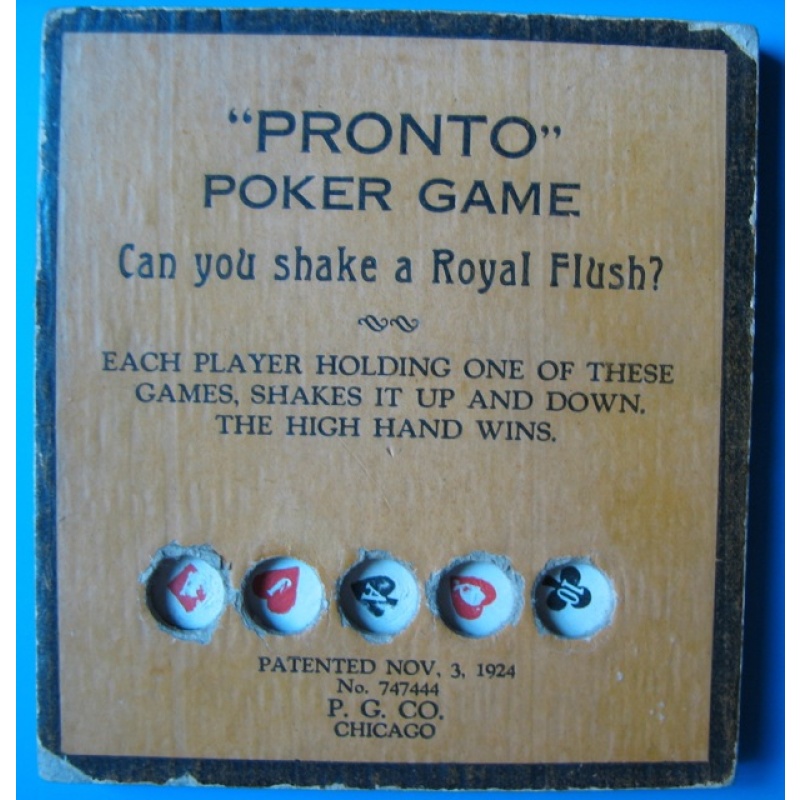 "PRONTO"
POKER GAME
Can you shake a Royal Flush?
EACH PLAYER HOLDING ONE OF THESE
GAMES, SHAKES IT UP AND DOWN.
THE HIGH HAND WINS.
A 10
PATENTED NOV. 3, 1924
No. 747444
P. G. CO.
CHICAGO